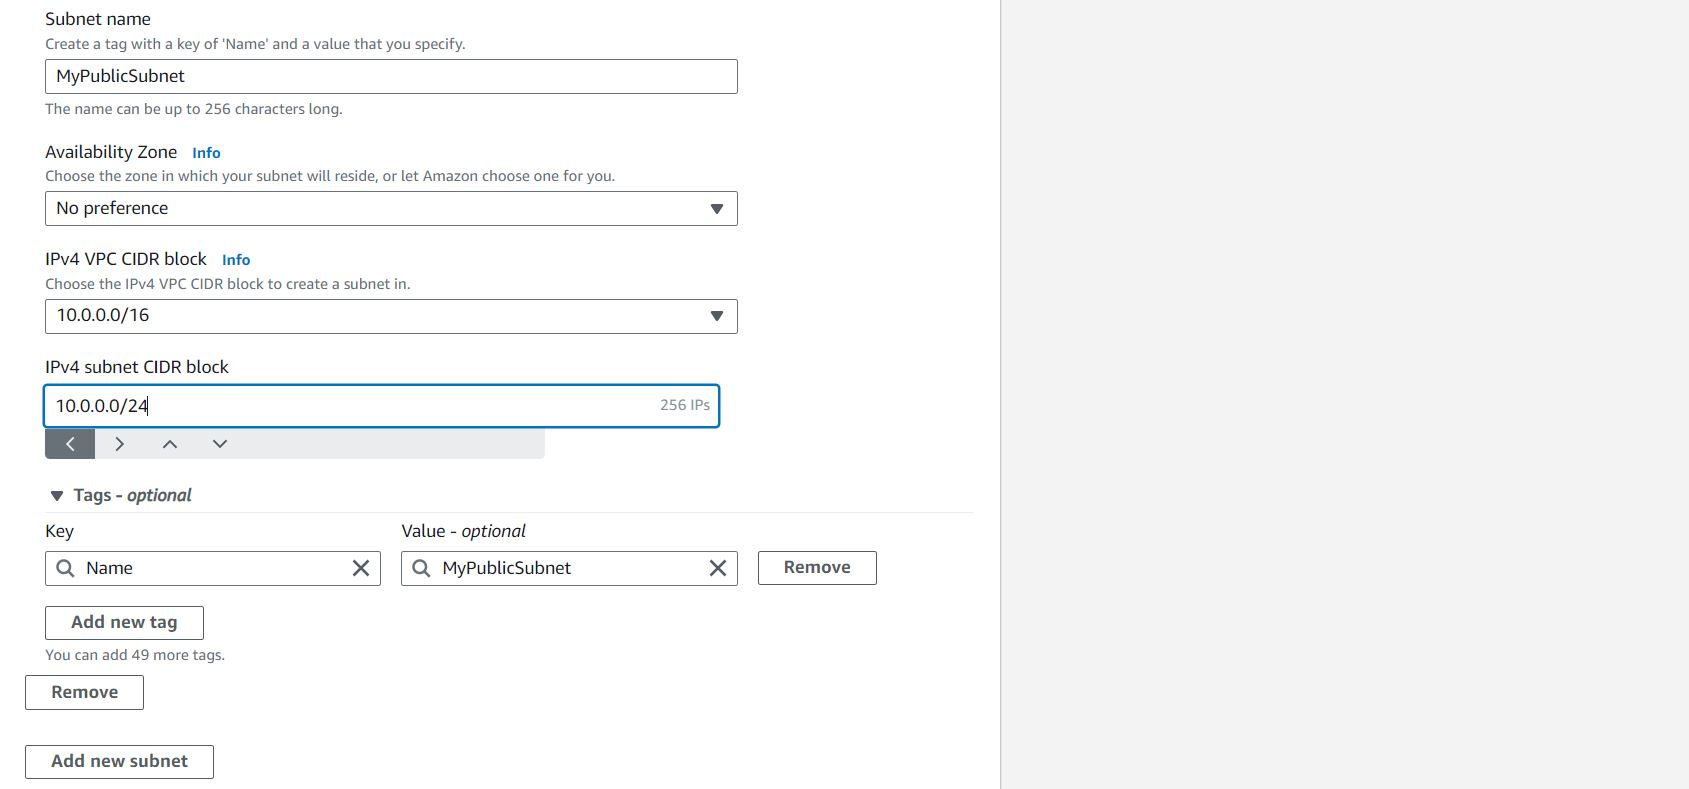 Subnet name
Create a tag with a key of 'Name' and a value that you specify.
MyPublicSubnet
The name can be up to 256 characters long.
Availability Zone Info
Choose the zone in which your subnet will reside, or let Amazon choose one for you.
No preference
IPv4 VPC CIDR block Info
Choose the IPv4 VPC CIDR block to create a subnet in.
10.0.0.0/16
IPv4 subnet CIDR block
10.0.0.0/24 256 IPs
Tags - optional
Key Value - optional
Name MyPublicSubnet Remove
Add new tag
You can add 49 more tags.
Remove
Add new subnet